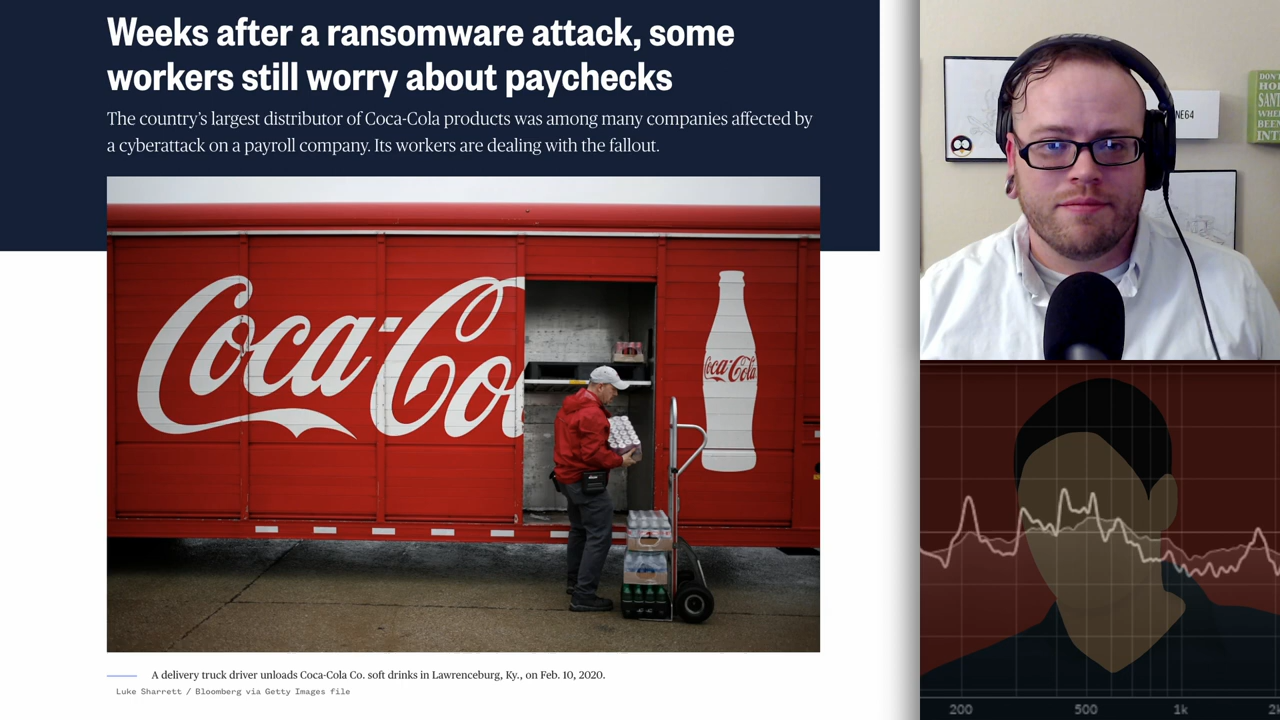 Weeks after a ransomware attack, some
workers still worry about paychecks
The country's largest distributor of Coca-Cola products was among many companies affected by
a cyberattack on a payroll company. Its workers are dealing with the fallout.
Coca-Co
Coca-Cola
A delivery truck driver unloads Coca-Cola Co. soft drinks in Lawrenceburg, Ky., on Feb. 10, 2020.
Luke Sharrett / Bloomberg via Getty Images file
NE64
DON'T
200 500 1k